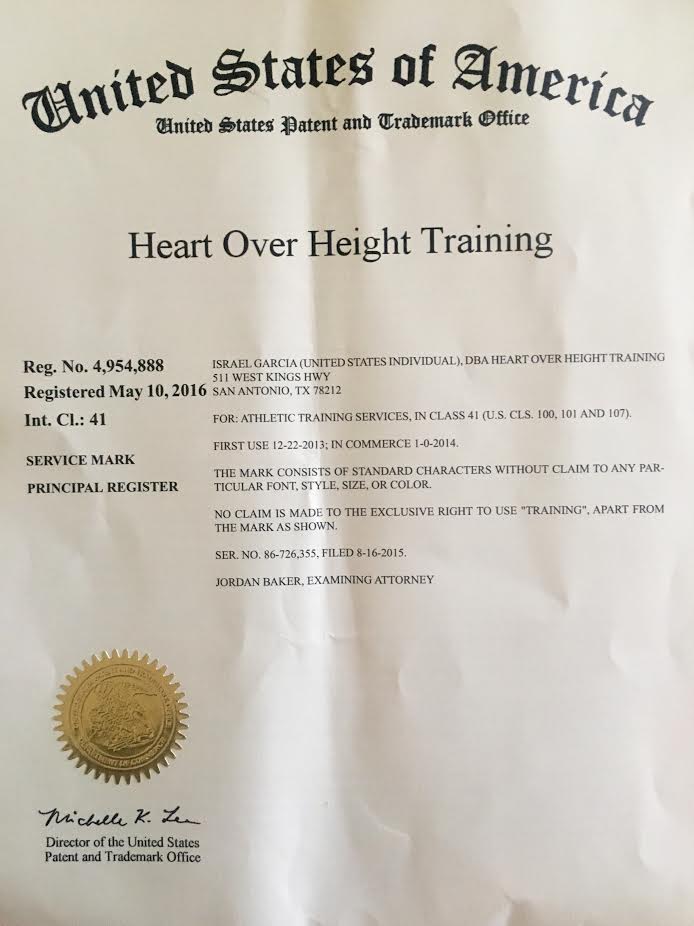 United States of America
United States Patent and Trademark Office
Heart Over Height Training
Reg. No. 4,954,888
Registered May 10, 2016
Int. Cl.: 41
SERVICE MARK
PRINCIPAL REGISTER
ISRAEL GARCIA (UNITED STATES INDIVIDUAL), DBA HEART OVER HEIGHT TRAINING
511 WEST KINGS HWY
SAN ANTONIO, TX 78212
FOR: ATHLETIC TRAINING SERVICES, IN CLASS 41 (U.S. CLS. 100, 101 AND 107).
FIRST USE 12-22-2013; IN COMMERCE 1-0-2014.
THE MARK CONSISTS OF STANDARD CHARACTERS WITHOUT CLAIM TO ANY PAR-
TICULAR FONT, STYLE, SIZE, OR COLOR.
NO CLAIM IS MADE TO THE EXCLUSIVE RIGHT TO USE "TRAINING", APART FROM
THE MARK AS SHOWN.
SER. NO. 86-726,355, FILED 8-16-2015.
JORDAN BAKER, EXAMINING ATTORNEY
Michelle K. Lee
Director of the United States
Patent and Trademark Office